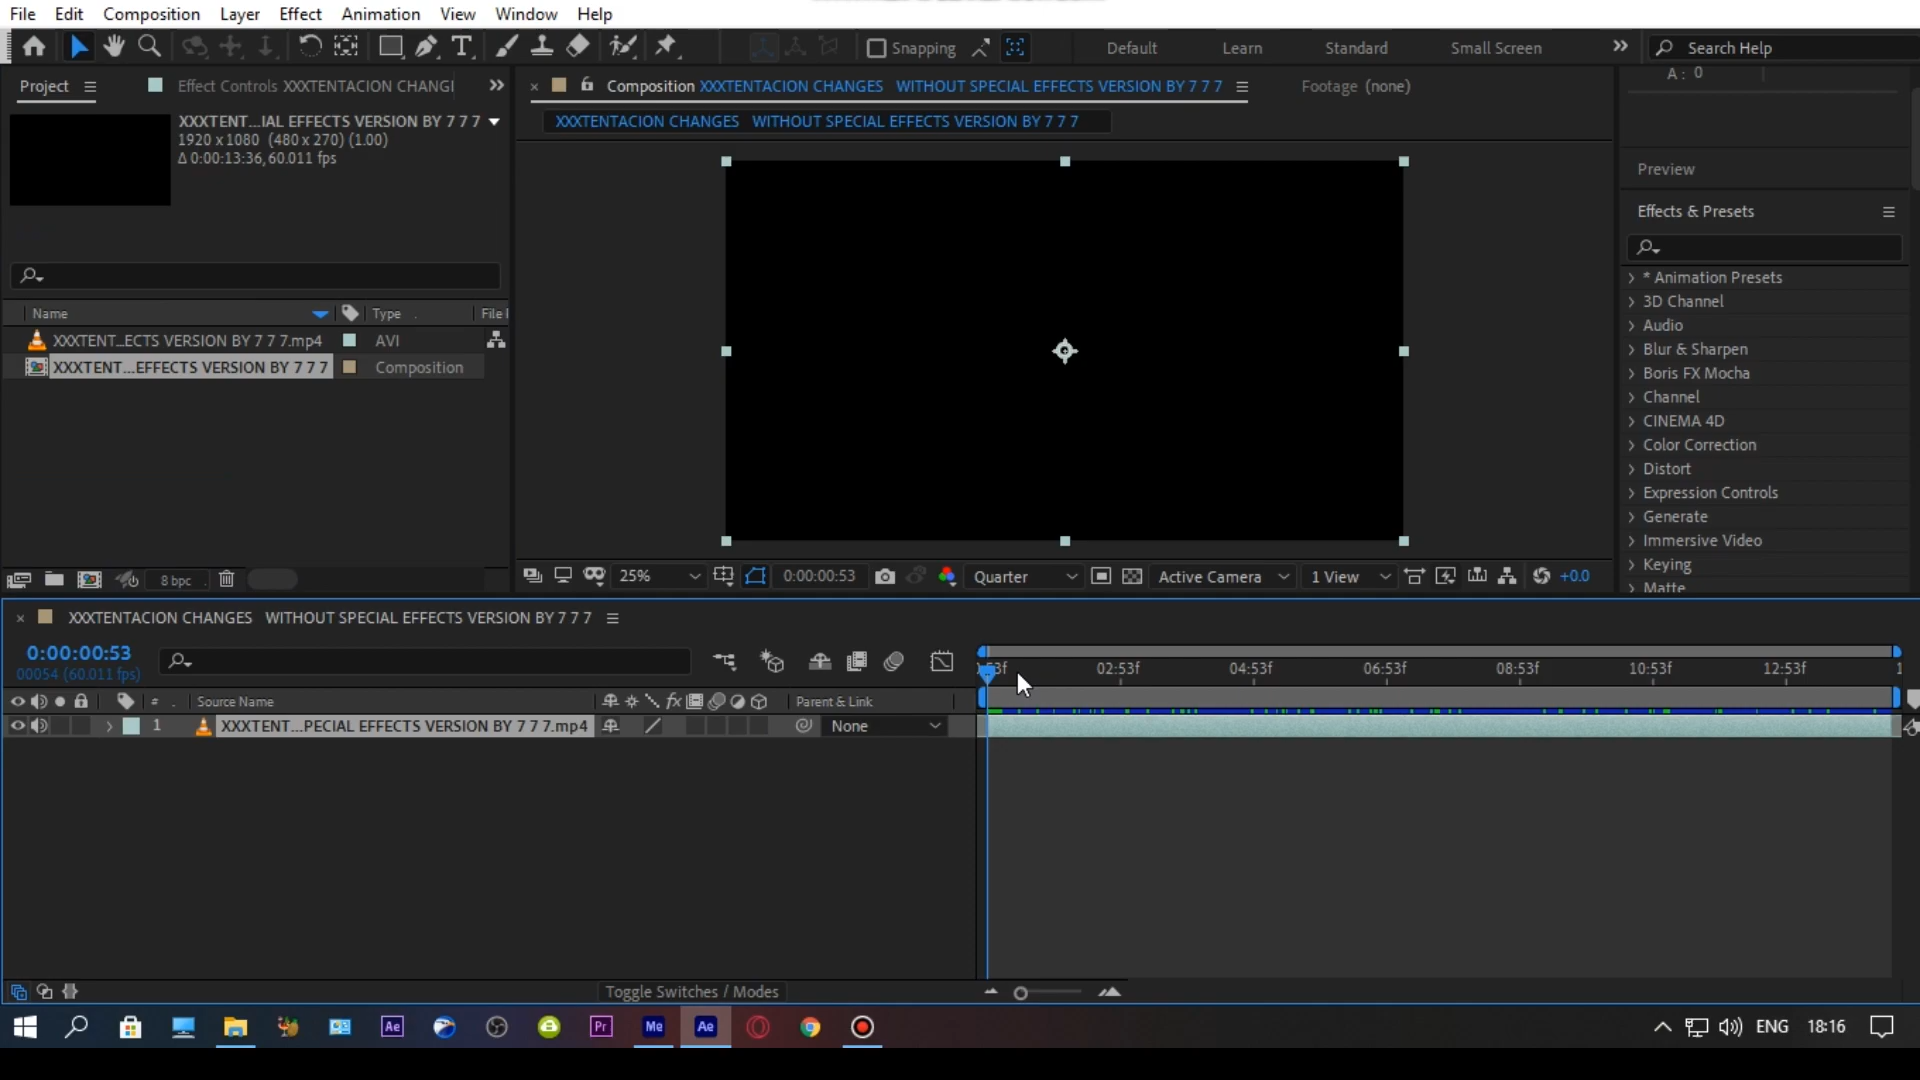 File Edit Composition Layer Effect Animation View Window Help
Snapping Default Learn Standard Small Screen Search Help
Project Effect Controls XXXTENTACION CHANGI
Composition XXXTENTACION CHANGES WITHOUT SPECIAL EFFECTS VERSION BY 7 7 7 Footage (none)
A : 0
XXXTENT...IAL EFFECTS VERSION BY 7 7 7
1920 x 1080 (480 x 270) (1.00)
Δ 0:00:13:36, 60.011 fps
XXXTENTACION CHANGES WITHOUT SPECIAL EFFECTS VERSION BY 7 7 7
Preview
Effects & Presets
Name Type File
XXXTENT...ECTS VERSION BY 7 7 7.mp4 AVI
XXXTENT...EFFECTS VERSION BY 7 7 7 Composition
* Animation Presets
3D Channel
Audio
Blur & Sharpen
Boris FX Mocha
Channel
CINEMA 4D
Color Correction
Distort
Expression Controls
Generate
Immersive Video
Keying
Matte
8 bpc
25% 0:00:00:53 Quarter Active Camera 1 View +0.0
XXXTENTACION CHANGES WITHOUT SPECIAL EFFECTS VERSION BY 7 7 7
0:00:00:53
00054 (60.011 fps)
:53f 02:53f 04:53f 06:53f 08:53f 10:53f 12:53f 1
# Source Name fx Parent & Link
1 XXXTENT...PECIAL EFFECTS VERSION BY 7 7 7.mp4 None
Toggle Switches / Modes
Ae Pr Me Ae ENG 18:16